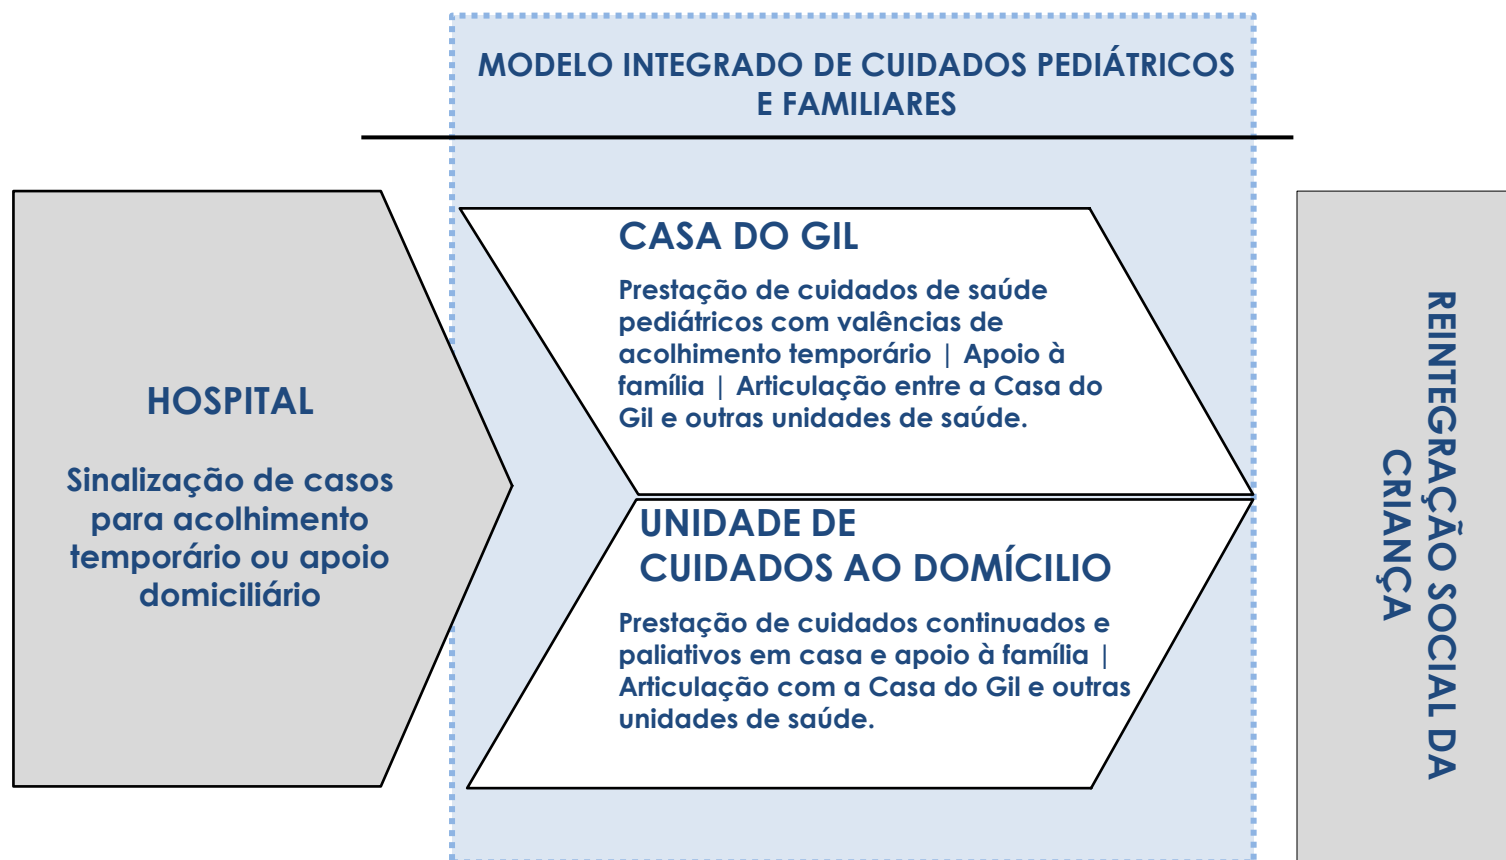 MODELO INTEGRADO DE CUIDADOS PEDIÁTRICOS
E FAMILIARES
HOSPITAL
Sinalização de casos
para acolhimento
temporário ou apoio
domiciliário
CASA DO GIL
Prestação de cuidados de saúde
pediátricos com valências de
acolhimento temporário | Apoio à
família | Articulação entre a Casa do
Gil e outras unidades de saúde.
UNIDADE DE
CUIDADOS AO DOMÍCILIO
Prestação de cuidados continuados e
paliativos em casa e apoio à família |
Articulação com a Casa do Gil e outras
unidades de saúde.
REINTEGRAÇÃO SOCIAL DA
CRIANÇA